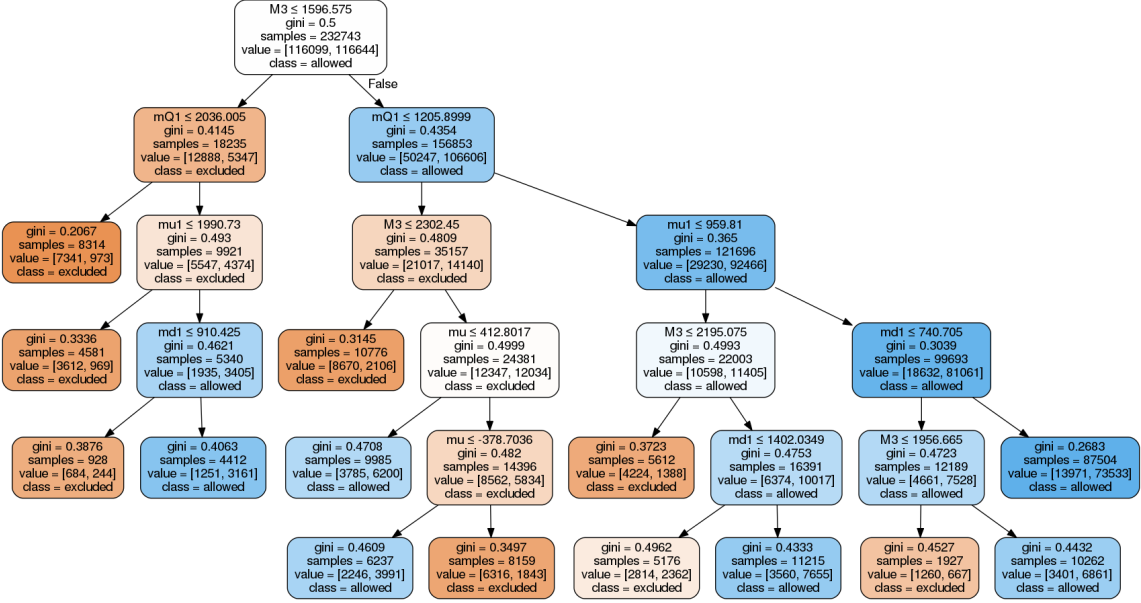 M3 ≤ 1596.575
gini = 0.5
samples = 232743
value = [116099, 116644]
class = allowed
False
mQ1 ≤ 2036.005
gini = 0.4145
samples = 18235
value = [12888, 5347]
class = excluded
mQ1 ≤ 1205.8999
gini = 0.4354
samples = 156853
value = [50247, 106606]
class = allowed
gini = 0.2067
samples = 8314
value = [7341, 973]
class = excluded
mu1 ≤ 1990.73
gini = 0.493
samples = 9921
value = [5547, 4374]
class = excluded
M3 ≤ 2302.45
gini = 0.4809
samples = 35157
value = [21017, 14140]
class = excluded
mu1 ≤ 959.81
gini = 0.365
samples = 121696
value = [29230, 92466]
class = allowed
gini = 0.3336
samples = 4581
value = [3612, 969]
class = excluded
md1 ≤ 910.425
gini = 0.4621
samples = 5340
value = [1935, 3405]
class = allowed
gini = 0.3145
samples = 10776
value = [8670, 2106]
class = excluded
mu ≤ 412.8017
gini = 0.4999
samples = 24381
value = [12347, 12034]
class = excluded
M3 ≤ 2195.075
gini = 0.4993
samples = 22003
value = [10598, 11405]
class = allowed
md1 ≤ 740.705
gini = 0.3039
samples = 99693
value = [18632, 81061]
class = allowed
gini = 0.3876
samples = 928
value = [684, 244]
class = excluded
gini = 0.4063
samples = 4412
value = [1251, 3161]
class = allowed
gini = 0.4708
samples = 9985
value = [3785, 6200]
class = allowed
mu ≤ -378.7036
gini = 0.482
samples = 14396
value = [8562, 5834]
class = excluded
gini = 0.3723
samples = 5612
value = [4224, 1388]
class = excluded
md1 ≤ 1402.0349
gini = 0.4753
samples = 16391
value = [6374, 10017]
class = allowed
M3 ≤ 1956.665
gini = 0.4723
samples = 12189
value = [4661, 7528]
class = allowed
gini = 0.2683
samples = 87504
value = [13971, 73533]
class = allowed
gini = 0.4609
samples = 6237
value = [2246, 3991]
class = allowed
gini = 0.3497
samples = 8159
value = [6316, 1843]
class = excluded
gini = 0.4962
samples = 5176
value = [2814, 2362]
class = excluded
gini = 0.4333
samples = 11215
value = [3560, 7655]
class = allowed
gini = 0.4527
samples = 1927
value = [1260, 667]
class = excluded
gini = 0.4432
samples = 10262
value = [3401, 6861]
class = allowed